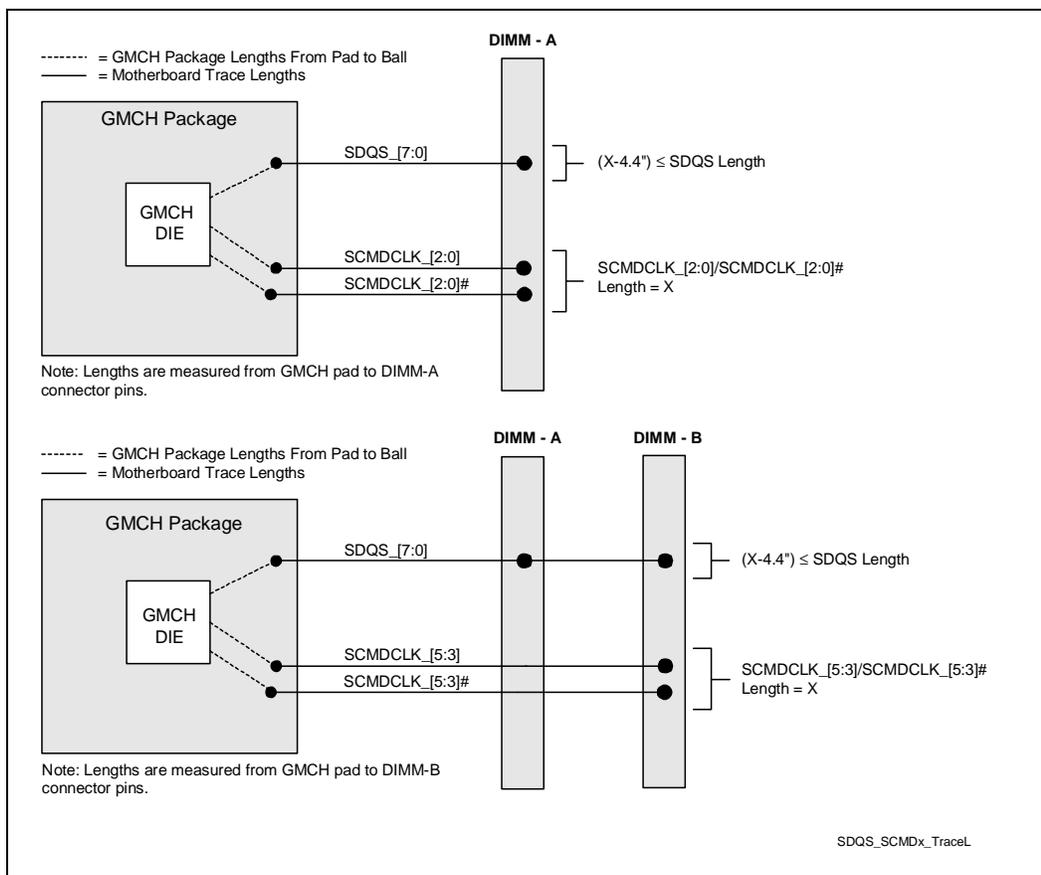 DIMM - A
= GMCH Package Lengths From Pad to Ball
= Motherboard Trace Lengths
GMCH Package
SDQS_[7:0]
(X-4.4") ≤ SDQS Length
GMCH
DIE
SCMDCLK_[2:0]
SCMDCLK_[2:0]#
SCMDCLK_[2:0]/SCMDCLK_[2:0]#
Length = X
Note: Lengths are measured from GMCH pad to DIMM-A
connector pins.
DIMM - A
DIMM - B
= GMCH Package Lengths From Pad to Ball
= Motherboard Trace Lengths
GMCH Package
SDQS_[7:0]
(X-4.4") ≤ SDQS Length
GMCH
DIE
SCMDCLK_[5:3]
SCMDCLK_[5:3]#
SCMDCLK_[5:3]/SCMDCLK_[5:3]#
Length = X
Note: Lengths are measured from GMCH pad to DIMM-B
connector pins.
SDQS_SCMDx_TraceL